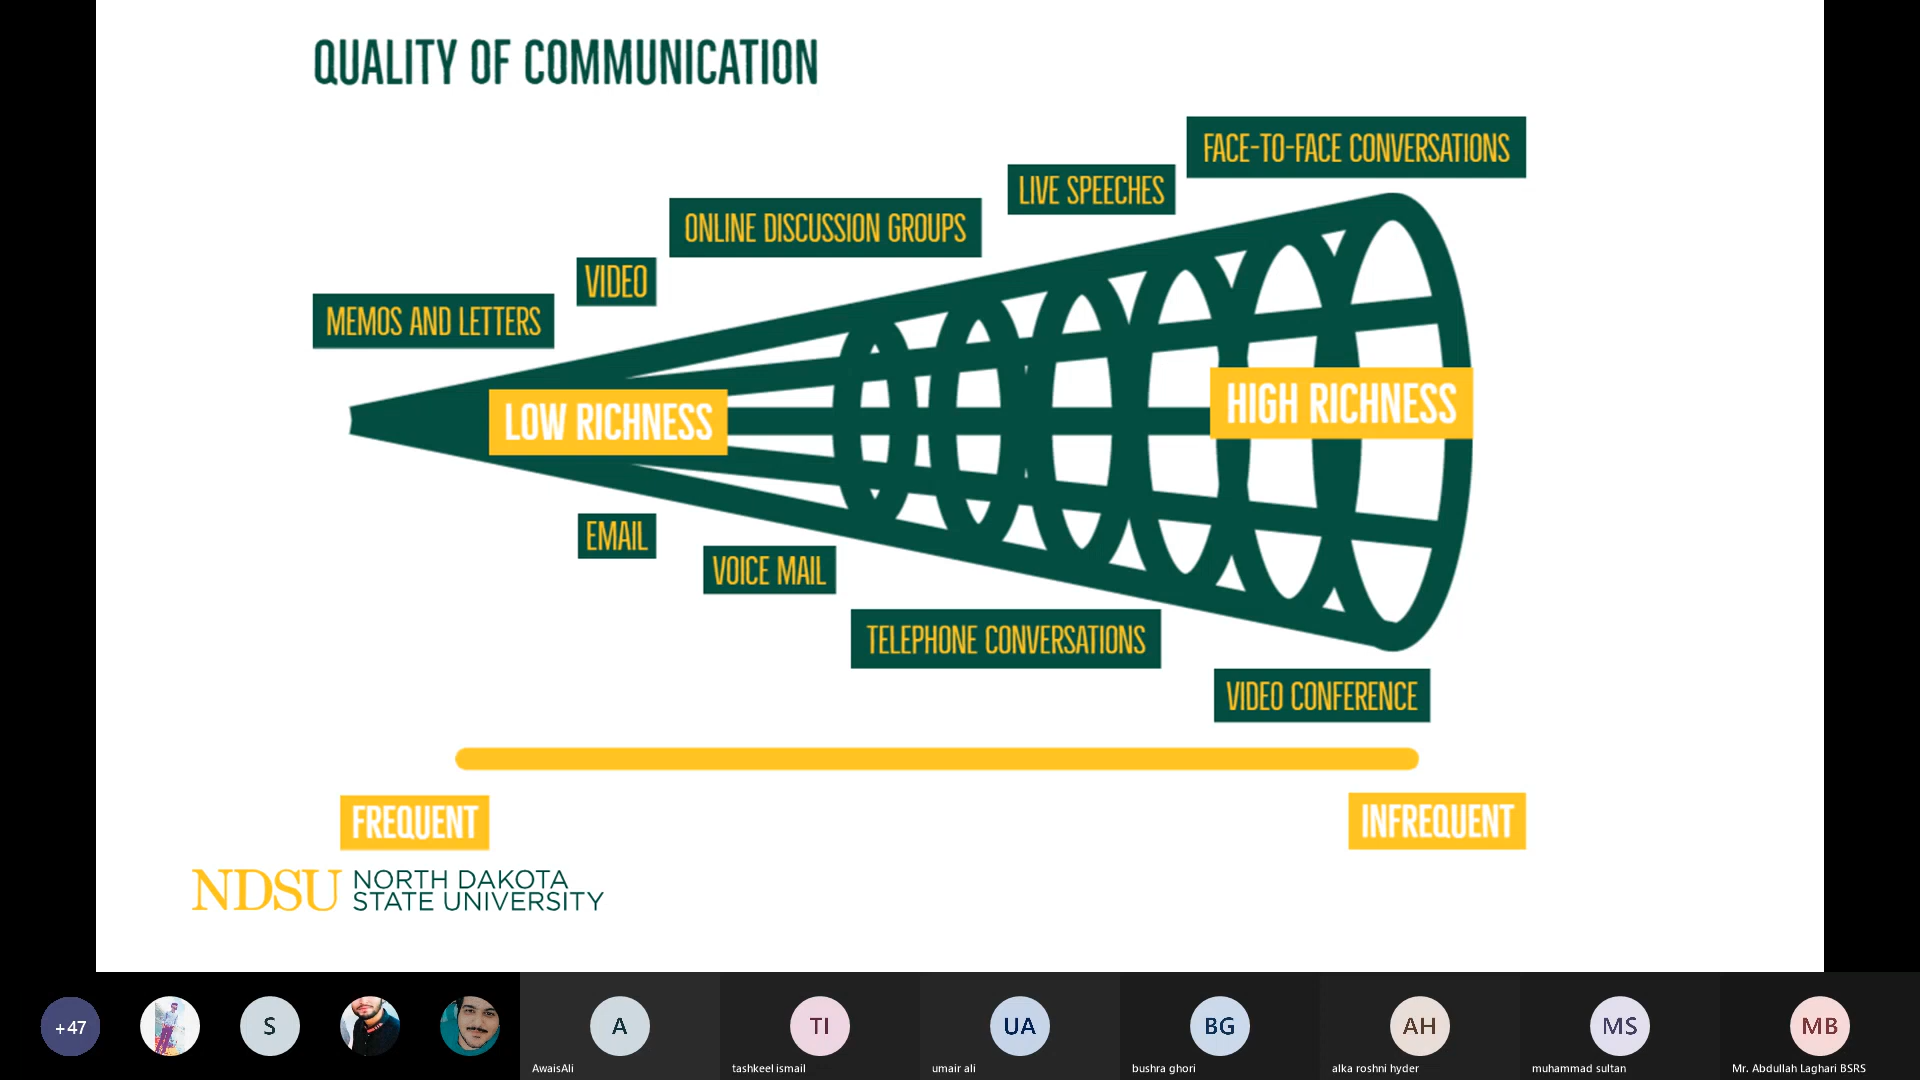 QUALITY OF COMMUNICATION
FACE-TO-FACE CONVERSATIONS
LIVE SPEECHES
ONLINE DISCUSSION GROUPS
VIDEO
MEMOS AND LETTERS
LOW RICHNESS
HIGH RICHNESS
EMAIL
VOICE MAIL
TELEPHONE CONVERSATIONS
VIDEO CONFERENCE
FREQUENT
INFREQUENT
NDSU NORTH DAKOTA
STATE UNIVERSITY
+47
S
A
TI
UA
BG
AH
MS
MB
AwaisAli
tashkeel ismail
umair ali
bushra ghori
alka roshni hyder
muhammad sultan
Mr. Abdullah Laghari BSRS